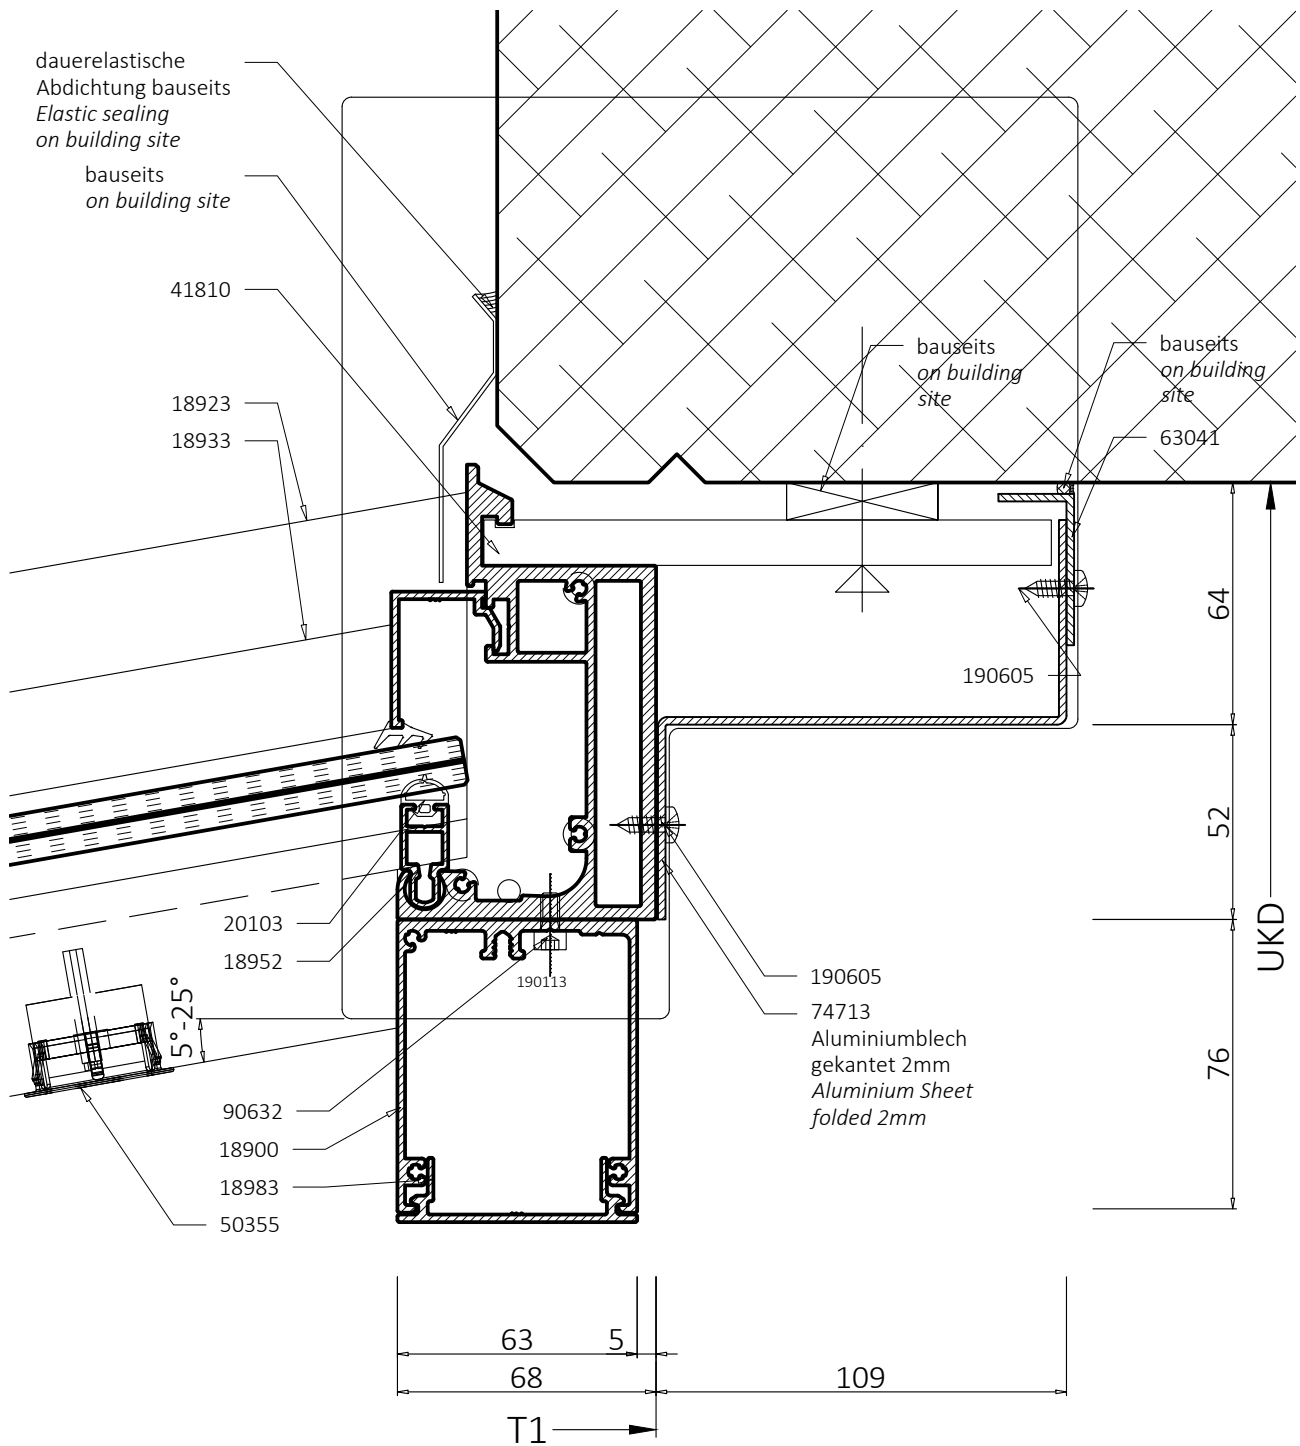 dauerelastische
Abdichtung bauseits
Elastic sealing
on building site
bauseits
on building site
41810
18923
18933
bauseits
on building
site
bauseits
on building
site
63041
64
190605
52
20103
18952
190113
190605
74713
Aluminiumblech
gekantet 2mm
Aluminium Sheet
folded 2mm
UKD
5°-25°
76
90632
18900
18983
50355
63
5
68
109
T1